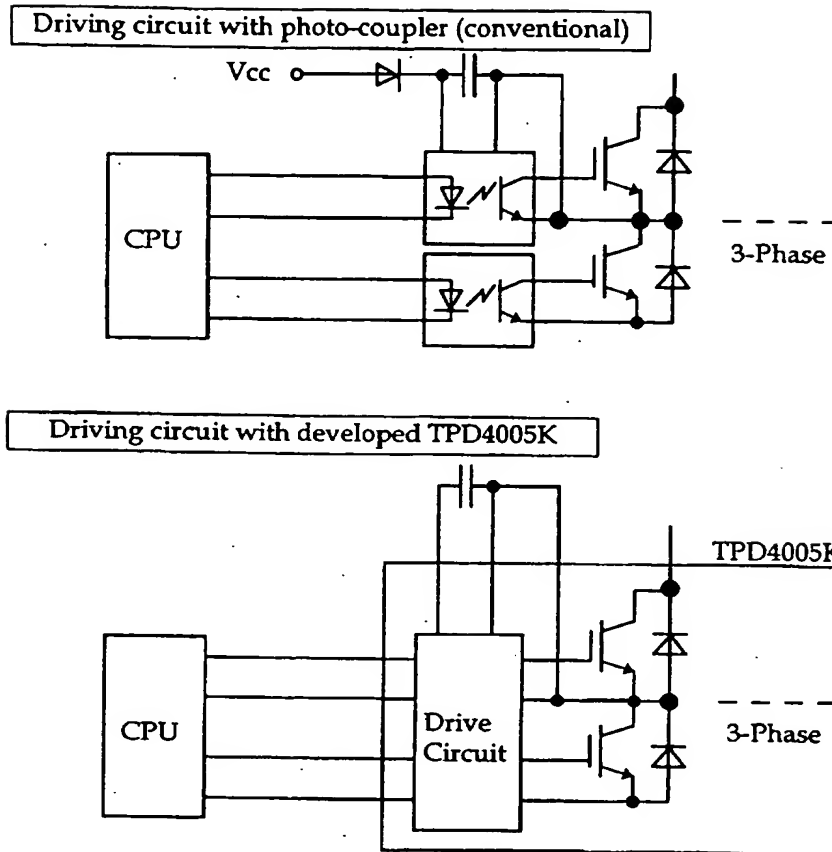 Driving circuit with photo-coupler (conventional)
Vcc
CPU
3-Phase
Driving circuit with developed TPD4005K
TPD4005K
CPU
Drive
Circuit
3-Phase